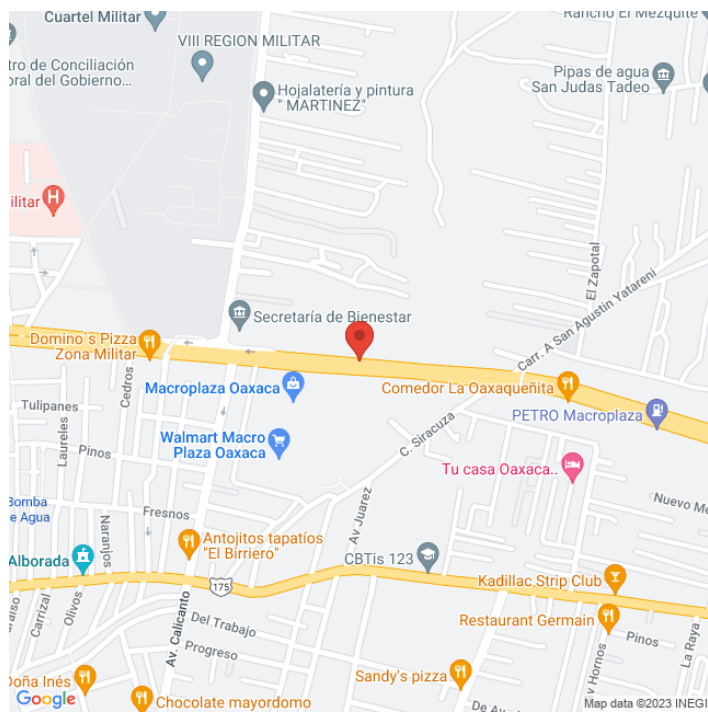 Cuartel Militar
Rancho El Mezquite
VIII REGION MILITAR
tro de Conciliación
oral del Gobierno...
Pipas de agua
San Judas Tadeo
Hojalatería y pintura
" MARTINEZ"
ilitar
H
El Zapotal
Carr. A San Agustin Yatareni
Secretaría de Bienestar
Domino´s Pizza
Zona Militar
Macroplaza Oaxaca
Comedor La Oaxaqueñita
Cedros
Tulipanes
Laureles
PETRO Macroplaza
C. Siracuza
Walmart Macro
Plaza Oaxaca
Pinos
Tu casa Oaxaca..
Nuevo Me
Bomba
e Agua
Fresnos
Naranjos
Av Juarez
Antojitos tapatíos
"El Birriero"
CBTis 123
Alborada
175
Kadillac Strip Club
Olivos
Carrizal
araiso
Av. Calicanto
Del Trabajo
Restaurant Germain
Pinos
La Raya
Progreso
v Hornos
Doña Inés
Sandy's pizza
Chocolate mayordomo
De Av
Google
Map data ©2023 INEGI